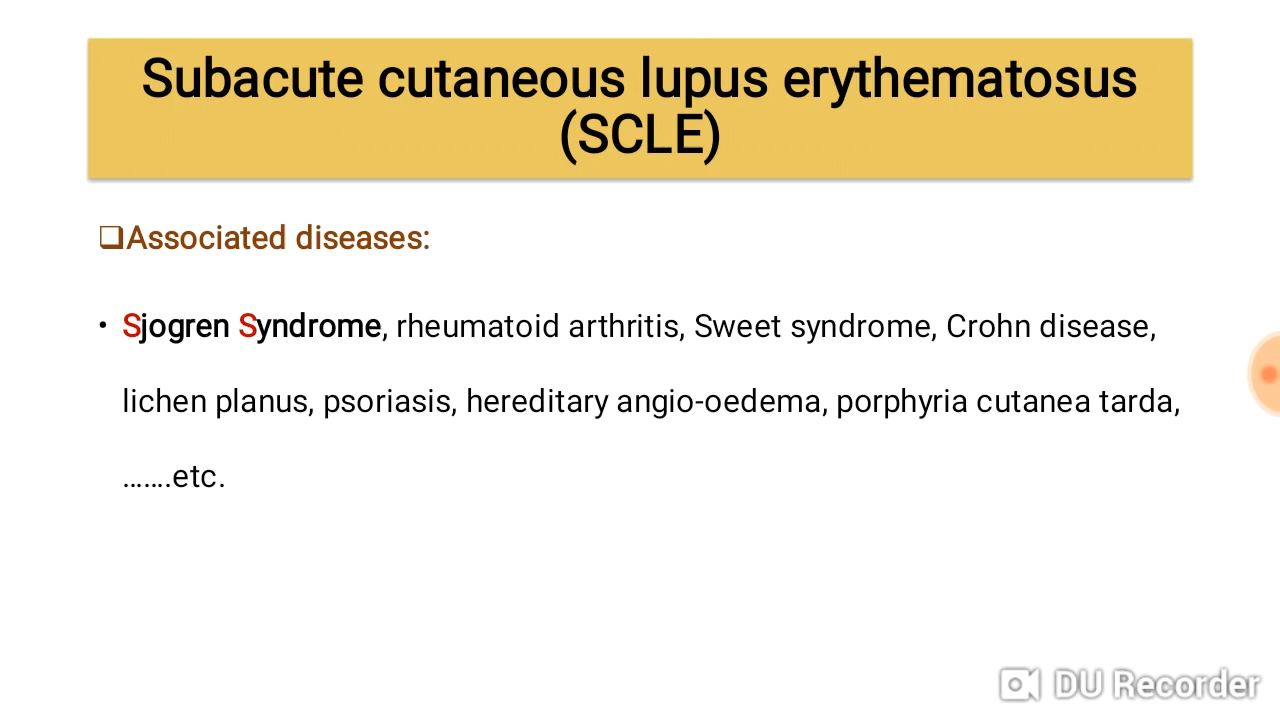 Subacute cutaneous lupus erythematosus
(SCLE)
❑Associated diseases:
• Sjogren Syndrome, rheumatoid arthritis, Sweet syndrome, Crohn disease,
lichen planus, psoriasis, hereditary angio-oedema, porphyria cutanea tarda,
…….etc.
DU Recorder